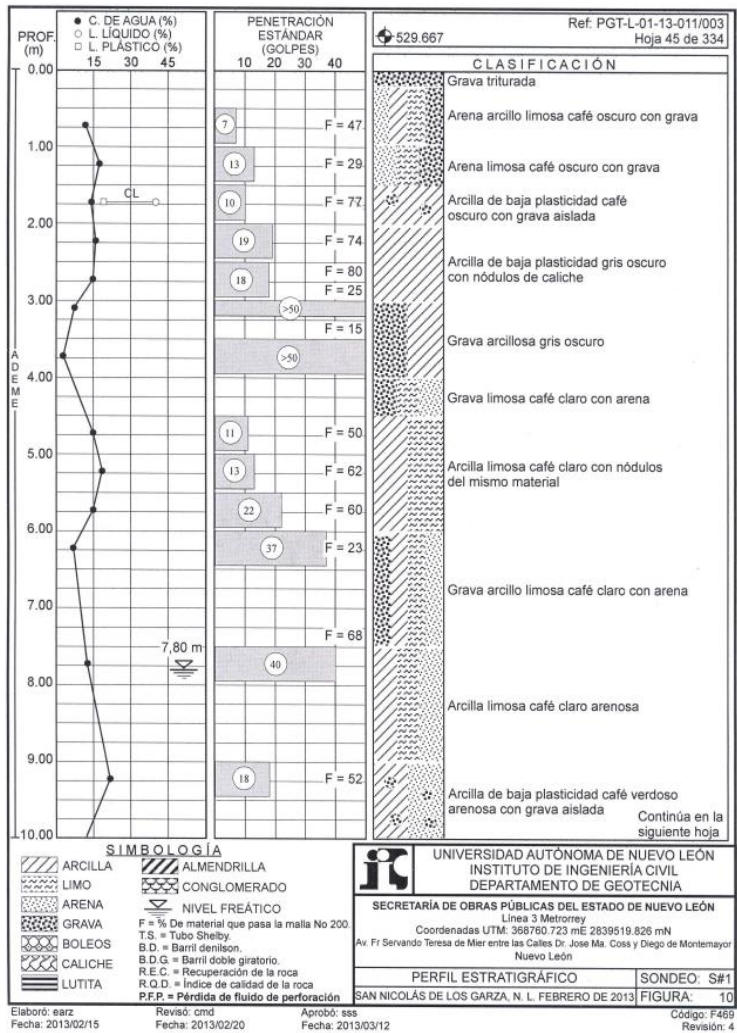 ● C. DE AGUA (%)
○ L. LÍQUIDO (%)
□ L. PLÁSTICO (%)
PROF.
(m)
15 30 45
PENETRACIÓN
ESTÁNDAR
(GOLPES)
10 20 30 40
529.667
Ref: PGT-L-01-13-011/003
Hoja 45 de 334
CLASIFICACIÓN
0.00
Grava triturada
7
F = 47
Arena arcillo limosa café oscuro con grava
1.00
13
F = 29
Arena limosa café oscuro con grava
CL
10
F = 77
Arcilla de baja plasticidad café
oscuro con grava aislada
2.00
19
F = 74
Arcilla de baja plasticidad gris oscuro
con nódulos de caliche
18
F = 80
F = 25
3.00
>50
F = 15
Grava arcillosa gris oscuro
>50
ADEME
4.00
Grava limosa café claro con arena
11
F = 50
5.00
13
F = 62
Arcilla limosa café claro con nódulos
del mismo material
22
F = 60
6.00
37
F = 23
Grava arcillo limosa café claro con arena
7.00
F = 68
7,80 m
40
8.00
Arcilla limosa café claro arenosa
9.00
18
F = 52
Arcilla de baja plasticidad café verdoso
arenosa con grava aislada
Continúa en la
siguiente hoja
10.00
SIMBOLOGÍA
ARCILLA
LIMO
ARENA
GRAVA
BOLEOS
CALICHE
LUTITA
ALMENDRILLA
CONGLOMERADO
NIVEL FREÁTICO
F = % De material que pasa la malla No 200.
T.S. = Tubo Shelby.
B.D. = Barril denilson.
B.D.G. = Barril doble giratorio.
R.E.C. = Recuperación de la roca
R.Q.D. = Índice de calidad de la roca
P.F.P. = Pérdida de fluido de perforación
UNIVERSIDAD AUTÓNOMA DE NUEVO LEÓN
INSTITUTO DE INGENIERÍA CIVIL
DEPARTAMENTO DE GEOTECNIA
SECRETARÍA DE OBRAS PÚBLICAS DEL ESTADO DE NUEVO LEÓN
Línea 3 Metrorrey
Coordenadas UTM: 368760.723 mE 2839519.826 mN
Av. Fr Servando Teresa de Mier entre las Calles Dr. Jose Ma. Coss y Diego de Montemayor
Nuevo León
PERFIL ESTRATIGRÁFICO
SONDEO: S#1
SAN NICOLÁS DE LOS GARZA, N. L. FEBRERO DE 2013
FIGURA: 10
Elaboró: earz
Fecha: 2013/02/15
Revisó: cmd
Fecha: 2013/02/20
Aprobó: sss
Fecha: 2013/03/12
Código: F469
Revisión: 4